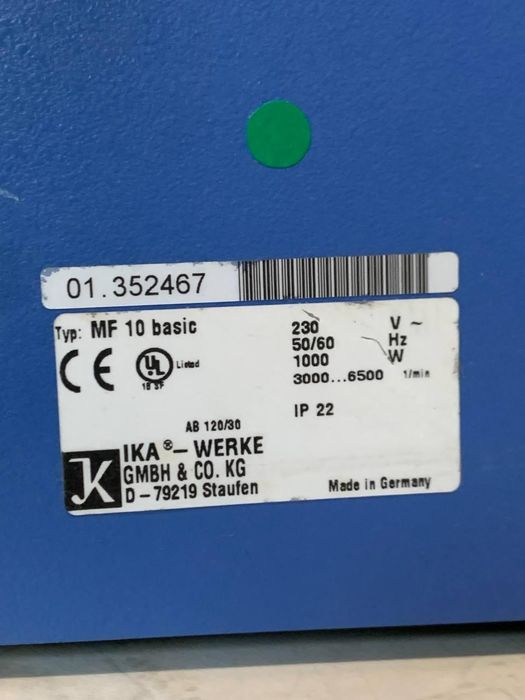 01.352467
Typ: MF 10 basic
230 V ~
50/60 Hz
1000 W
3000...6500 1/min
CE
UL Listed
IP 22
AB 120/30
IKA®-WERKE
GMBH & CO. KG
D-79219 Staufen
Made in Germany